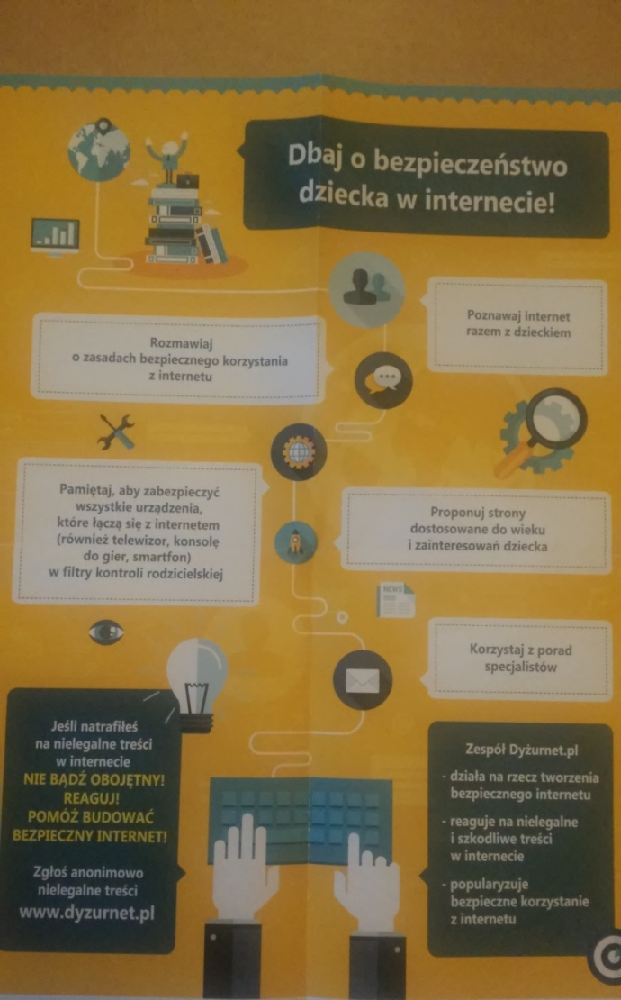 Dbaj o bezpieczeństwo
dziecka w internecie!
Poznawaj internet
razem z dzieckiem
Rozmawiaj
o zasadach bezpiecznego korzystania
z internetu
Pamiętaj, aby zabezpieczyć
wszystkie urządzenia,
które łączą się z internetem
(również telewizor, konsolę
do gier, smartfon)
w filtry kontroli rodzicielskiej
Proponuj strony
dostosowane do wieku
i zainteresowań dziecka
NEWS
Korzystaj z porad
specjalistów
Jeśli natrafiłeś
na nielegalne treści
w internecie
NIE BĄDŹ OBOJĘTNY!
REAGUJ!
POMÓŻ BUDOWAĆ
BEZPIECZNY INTERNET!
Zgłoś anonimowo
nielegalne treści
www.dyzurnet.pl
Zespół Dyżurnet.pl
- działa na rzecz tworzenia
bezpiecznego internetu
- reaguje na nielegalne
i szkodliwe treści
w internecie
- popularyzuje
bezpieczne korzystanie
z internetu